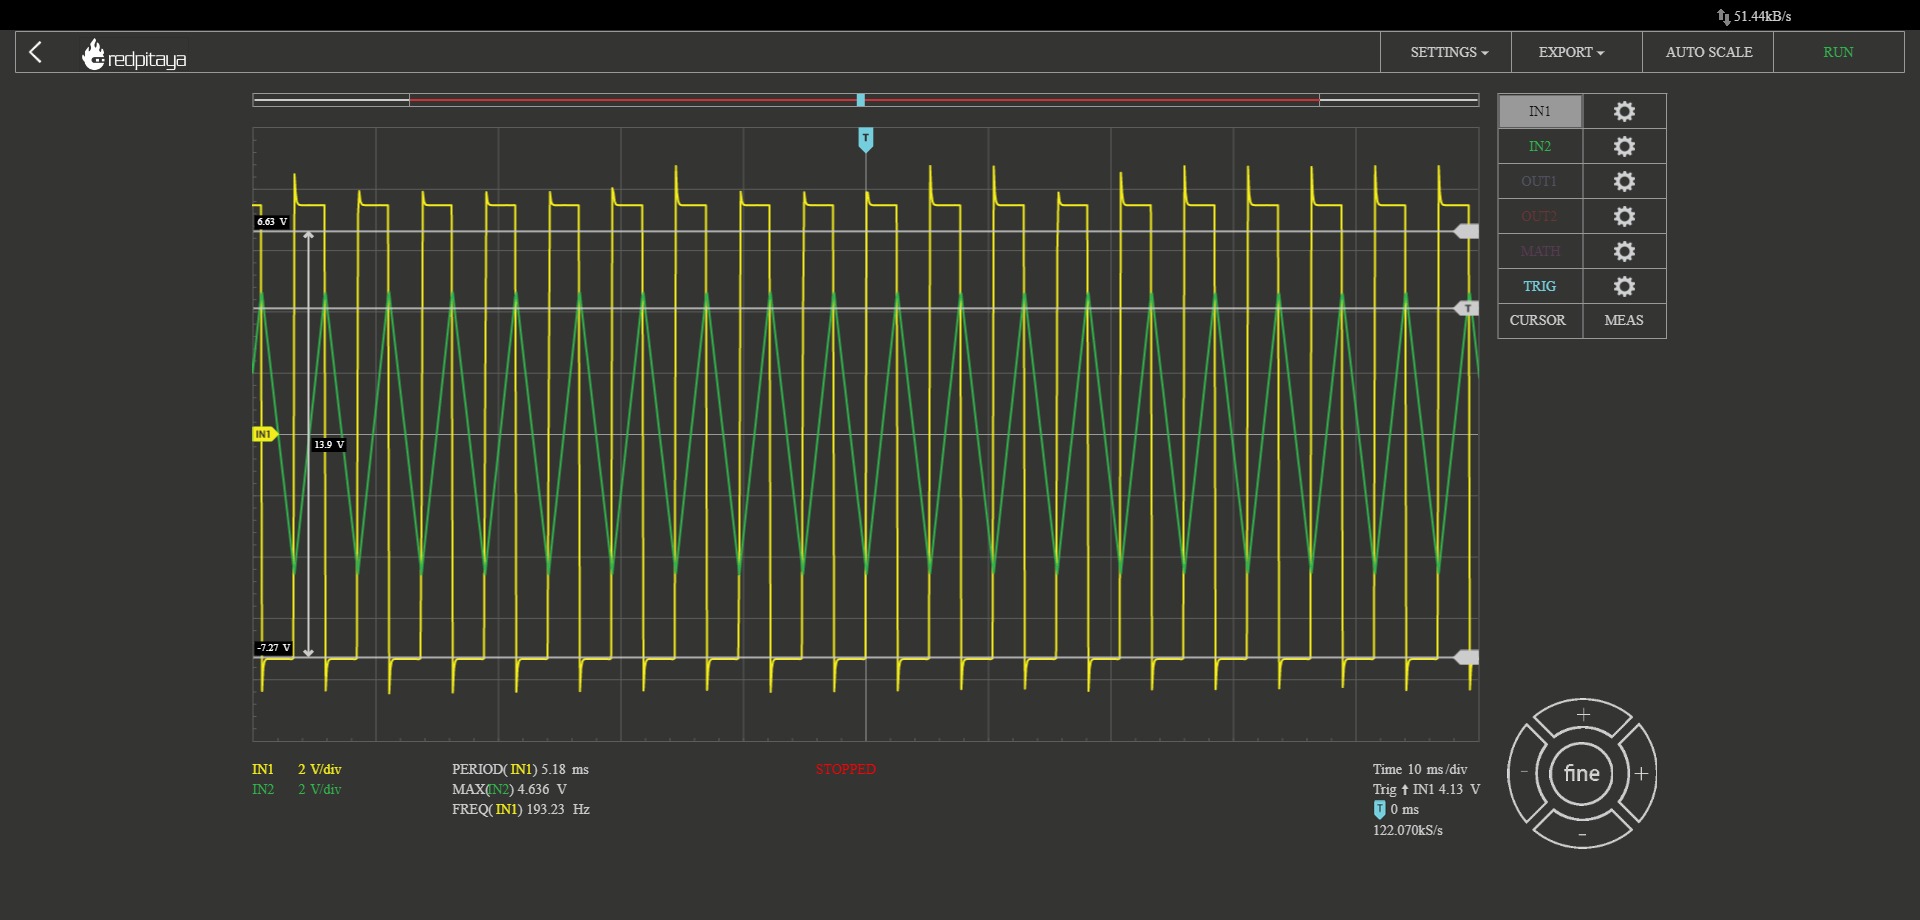 51.44kB/s
redpitaya
SETTINGS
EXPORT
AUTO SCALE
RUN
T
IN1
IN2
OUT1
OUT2
MATH
TRIG
CURSOR
MEAS
6.63 V
T
IN1
13.9 V
-7.27 V
+
- fine +
-
IN1 2 V/div
IN2 2 V/div
PERIOD(IN1) 5.18 ms
MAX(IN2) 4.636 V
FREQ(IN1) 193.23 Hz
STOPPED
Time 10 ms/div
Trig ↑ IN1 4.13 V
T 0 ms
122.070kS/s